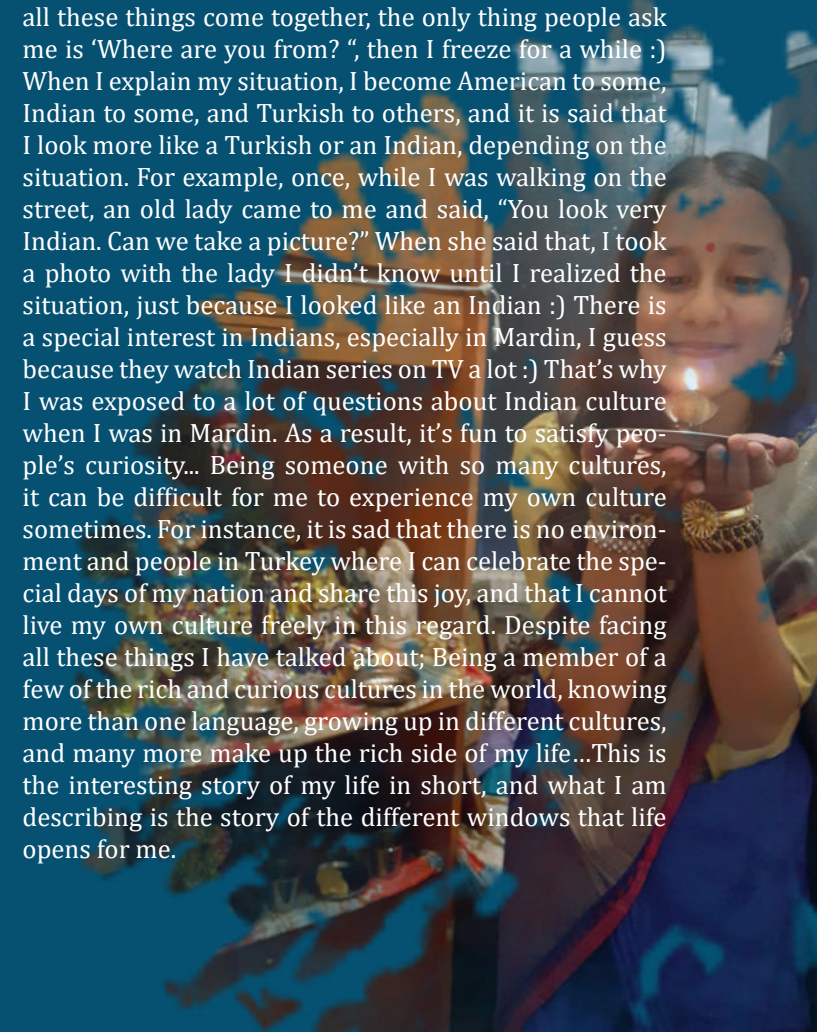 all these things come together, the only thing people ask
me is ‘Where are you from? “, then I freeze for a while :)
When I explain my situation, I become American to some,
Indian to some, and Turkish to others, and it is said that
I look more like a Turkish or an Indian, depending on the
situation. For example, once, while I was walking on the
street, an old lady came to me and said, “You look very
Indian. Can we take a picture?” When she said that, I took
a photo with the lady I didn’t know until I realized the
situation, just because I looked like an Indian :) There is
a special interest in Indians, especially in Mardin, I guess
because they watch Indian series on TV a lot :) That’s why
I was exposed to a lot of questions about Indian culture
when I was in Mardin. As a result, it’s fun to satisfy peo-
ple’s curiosity... Being someone with so many cultures,
it can be difficult for me to experience my own culture
sometimes. For instance, it is sad that there is no environ-
ment and people in Turkey where I can celebrate the spe-
cial days of my nation and share this joy, and that I cannot
live my own culture freely in this regard. Despite facing
all these things I have talked about; Being a member of a
few of the rich and curious cultures in the world, knowing
more than one language, growing up in different cultures,
and many more make up the rich side of my life…This is
the interesting story of my life in short, and what I am
describing is the story of the different windows that life
opens for me.